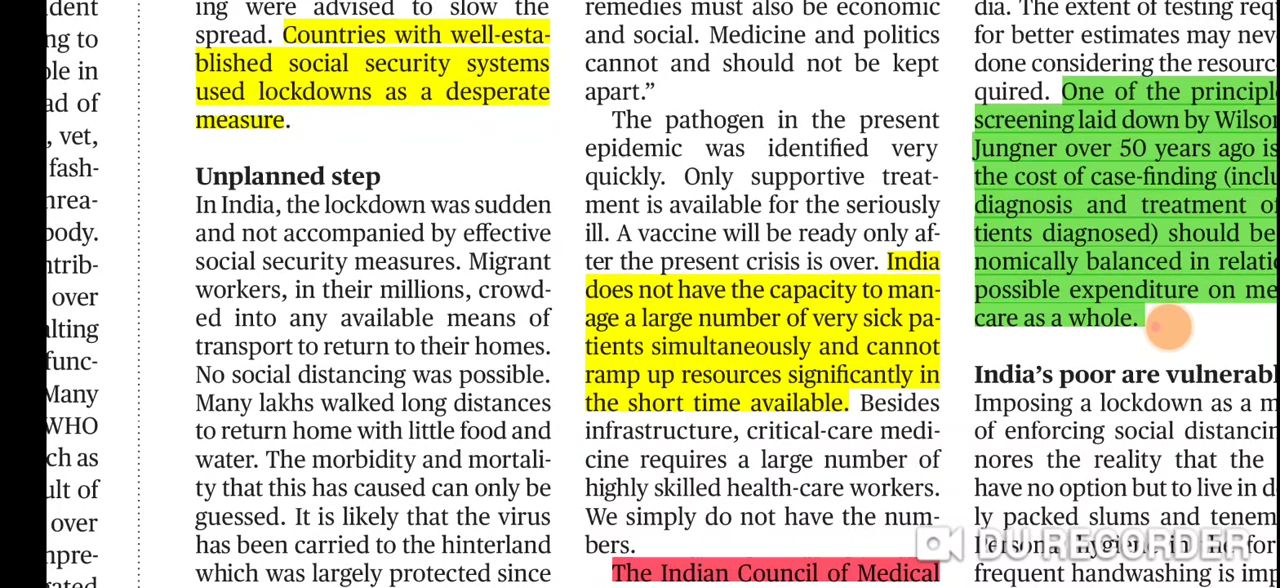 dent
ng to
ole in
ad of
, vet,
fash-
rea-
body.
ntrib-
over
ulting
func-
Many
WHO
ch as
ult of
over
npre-
ing were advised to slow the
spread. Countries with well-esta-
blished social security systems
used lockdowns as a desperate
measure.
Unplanned step
In India, the lockdown was sudden
and not accompanied by effective
social security measures. Migrant
workers, in their millions, crowd-
ed into any available means of
transport to return to their homes.
No social distancing was possible.
Many lakhs walked long distances
to return home with little food and
water. The morbidity and mortali-
ty that this has caused can only be
guessed. It is likely that the virus
has been carried to the hinterland
which was largely protected since
remedies must also be economic
and social. Medicine and politics
cannot and should not be kept
apart.”
The pathogen in the present
epidemic was identified very
quickly. Only supportive treat-
ment is available for the seriously
ill. A vaccine will be ready only af-
ter the present crisis is over. India
does not have the capacity to man-
age a large number of very sick pa-
tients simultaneously and cannot
ramp up resources significantly in
the short time available. Besides
infrastructure, critical-care medi-
cine requires a large number of
highly skilled health-care workers.
We simply do not have the num-
bers.
The Indian Council of Medical
dia. The extent of testing req
for better estimates may nev
done considering the resourc
quired. One of the principl
screening laid down by Wilso
Jungner over 50 years ago is
the cost of case-finding (inclu
diagnosis and treatment o
tients diagnosed) should be
nomically balanced in relati
possible expenditure on me
care as a whole.
India’s poor are vulnerabl
Imposing a lockdown as a m
of enforcing social distancin
nores the reality that the
have no option but to live in d
ly packed slums and tenem
Personal hygiene in the for
frequent handwashing is imp
DU RECORDER